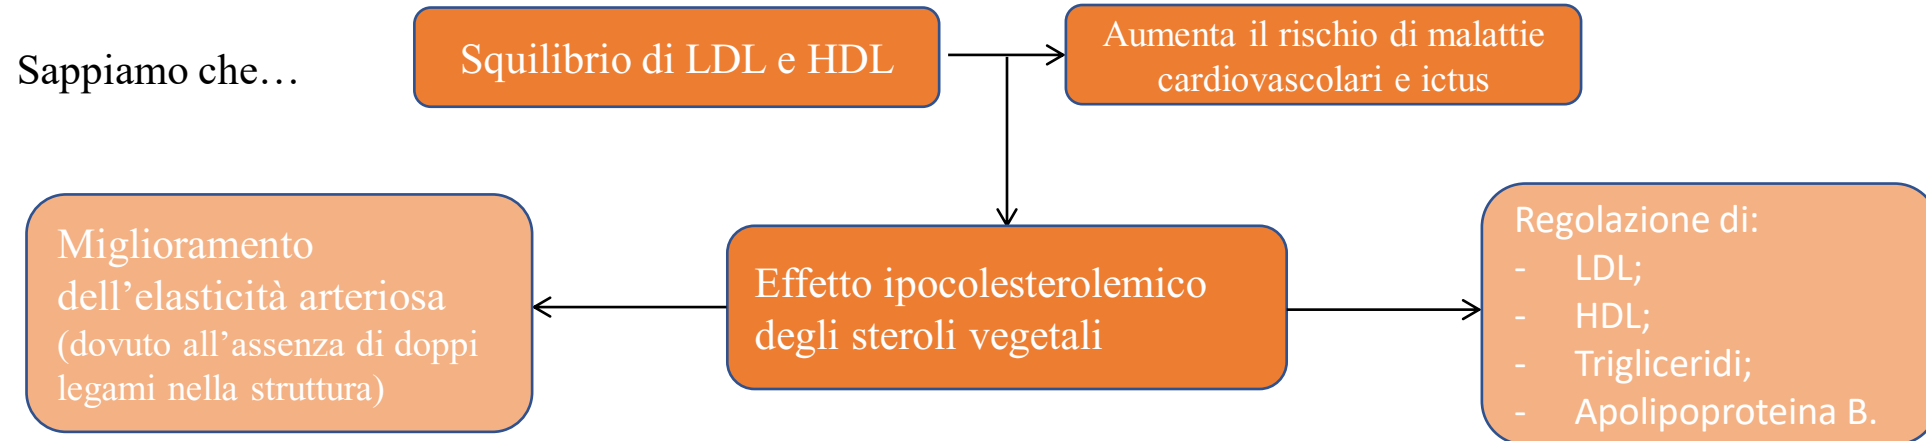 Sappiamo che…
Squilibrio di LDL e HDL
Aumenta il rischio di malattie
cardiovascolari e ictus
Miglioramento
dell’elasticità arteriosa
(dovuto all’assenza di doppi
legami nella struttura)
Effetto ipocolesterolemico
degli steroli vegetali
Regolazione di:
- LDL;
- HDL;
- Trigliceridi;
- Apolipoproteina B.